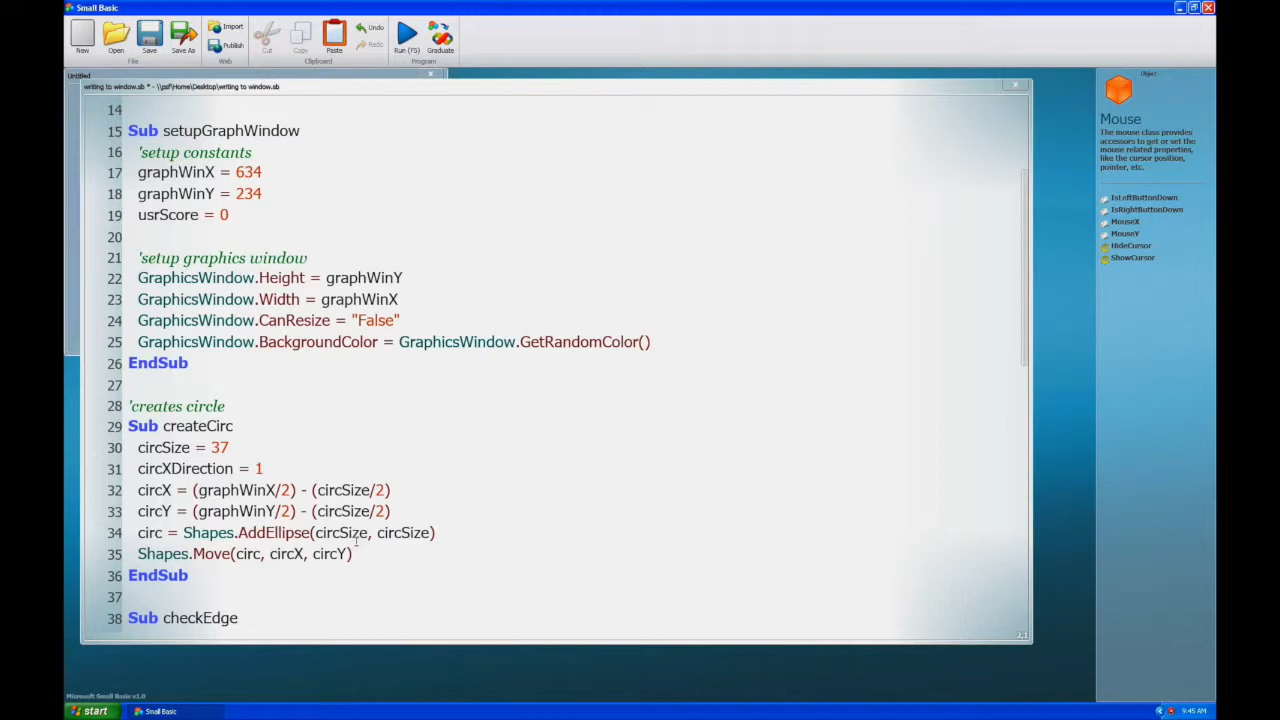 Small Basic
New
Open
Save
Save As
Import
Publish
Cut
Copy
Paste
Undo
Redo
Run (F5)
Graduate
File
Web
Clipboard
Program
Untitled
writing to window.sb * - \\psf\Home\Desktop\writing to window.sb
14
15 Sub setupGraphWindow
16 'setup constants
17 graphWinX = 634
18 graphWinY = 234
19 usrScore = 0
20
21 'setup graphics window
22 GraphicsWindow.Height = graphWinY
23 GraphicsWindow.Width = graphWinX
24 GraphicsWindow.CanResize = "False"
25 GraphicsWindow.BackgroundColor = GraphicsWindow.GetRandomColor()
26 EndSub
27
28 'creates circle
29 Sub createCirc
30 circSize = 37
31 circXDirection = 1
32 circX = (graphWinX/2) - (circSize/2)
33 circY = (graphWinY/2) - (circSize/2)
34 circ = Shapes.AddEllipse(circSize, circSize)
35 Shapes.Move(circ, circX, circY)
36 EndSub
37
38 Sub checkEdge
2,1
Object
Mouse
The mouse class provides
accessors to get or set the
mouse related properties,
like the cursor position,
pointer, etc.
IsLeftButtonDown
IsRightButtonDown
MouseX
MouseY
HideCursor
ShowCursor
Microsoft Small Basic v1.0
start
Small Basic
9:45 AM